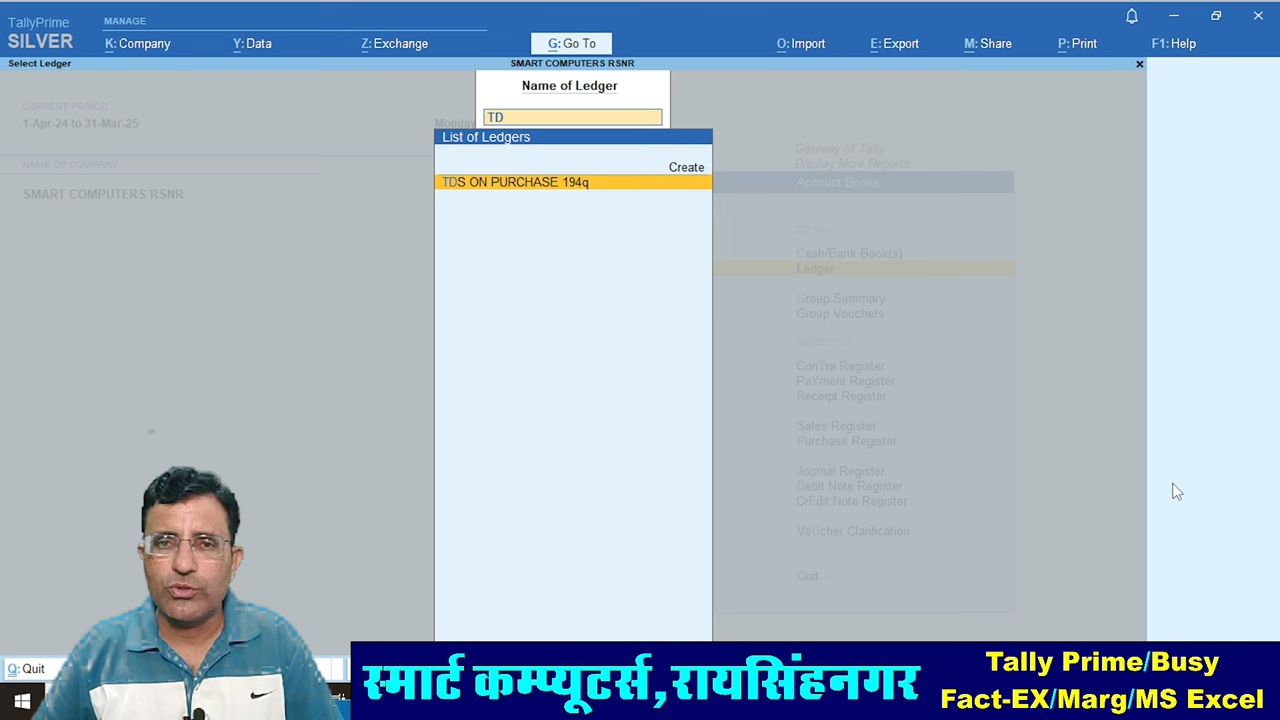 TallyPrime
SILVER
MANAGE
K: Company
Y: Data
Z: Exchange
G: Go To
O: Import
E: Export
M: Share
P: Print
F1: Help
Select Ledger
SMART COMPUTERS RSNR
CURRENT PERIOD
1-Apr-24 to 31-Mar-25
Monday
NAME OF COMPANY
SMART COMPUTERS RSNR
Name of Ledger
TD
List of Ledgers
Create
TDS ON PURCHASE 194q
Gateway of Tally
Display More Reports
Account Books
SUMMARY
Cash/Bank Book(s)
Ledger
Group Summary
Group Vouchers
REGISTERS
ConTra Register
PaYment Register
Receipt Register
Sales Register
Purchase Register
Journal Register
Debit Note Register
CrEdit Note Register
VoUcher Clarification
Quit
Q: Quit
स्मार्ट कम्प्यूटर्स,रायसिंहनगर
Tally Prime/Busy
Fact-EX/Marg/MS Excel